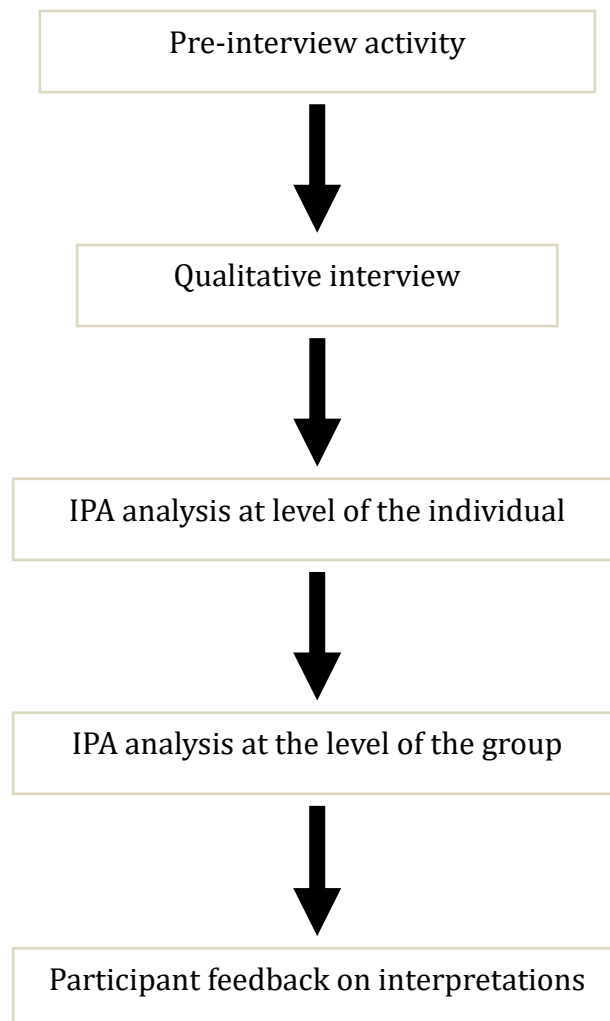 Pre-interview activity
Qualitative interview
IPA analysis at level of the individual
IPA analysis at the level of the group
Participant feedback on interpretations